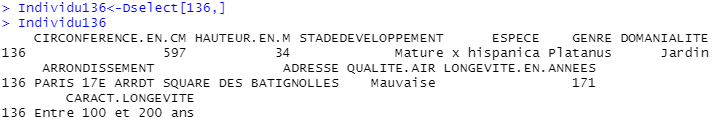 > Individu136<-Dselect[136,]
> Individu136
CIRCONFERENCE.EN.CM HAUTEUR.EN.M STADEDEVELOPPEMENT ESPECE GENRE DOMANIALITE
136 597 34 Mature x hispanica Platanus Jardin
ARRONDISSEMENT ADRESSE QUALITE.AIR LONGEVITE.EN.ANNEES
136 PARIS 17E ARRDT SQUARE DES BATIGNOLLES Mauvaise 171
CARACT.LONGEVITE
136 Entre 100 et 200 ans